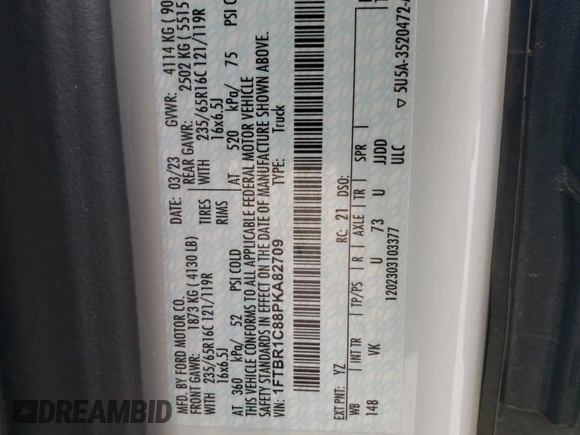 MFD. BY FORD MOTOR CO.
DATE: 03/23 GVWR: 4114 KG ( 90
FRONT GAWR: 1873 KG ( 4130 LB)
REAR GAWR: 2502 KG ( 5515
WITH 235/65R16C 121/119R TIRES WITH 235/65R16C 121/119R
16x6.5J RIMS 16x6.5J
AT 360 kPa/ 52 PSI COLD AT 520 kPa/ 75 PSI C
THIS VEHICLE CONFORMS TO ALL APPLICABLE FEDERAL MOTOR VEHICLE
SAFETY STANDARDS IN EFFECT ON THE DATE OF MANUFACTURE SHOWN ABOVE.
VIN: 1FTBR1C88PKA82709 TYPE: Truck
EXT PNT: YZ RC: 21 DSO:
WB INT TR TP/PS R AXLE TR SPR
148 VK U 73 U JJDD
ULC
1202303103377 ▽ 5U5A-3520472-
DREAMBID